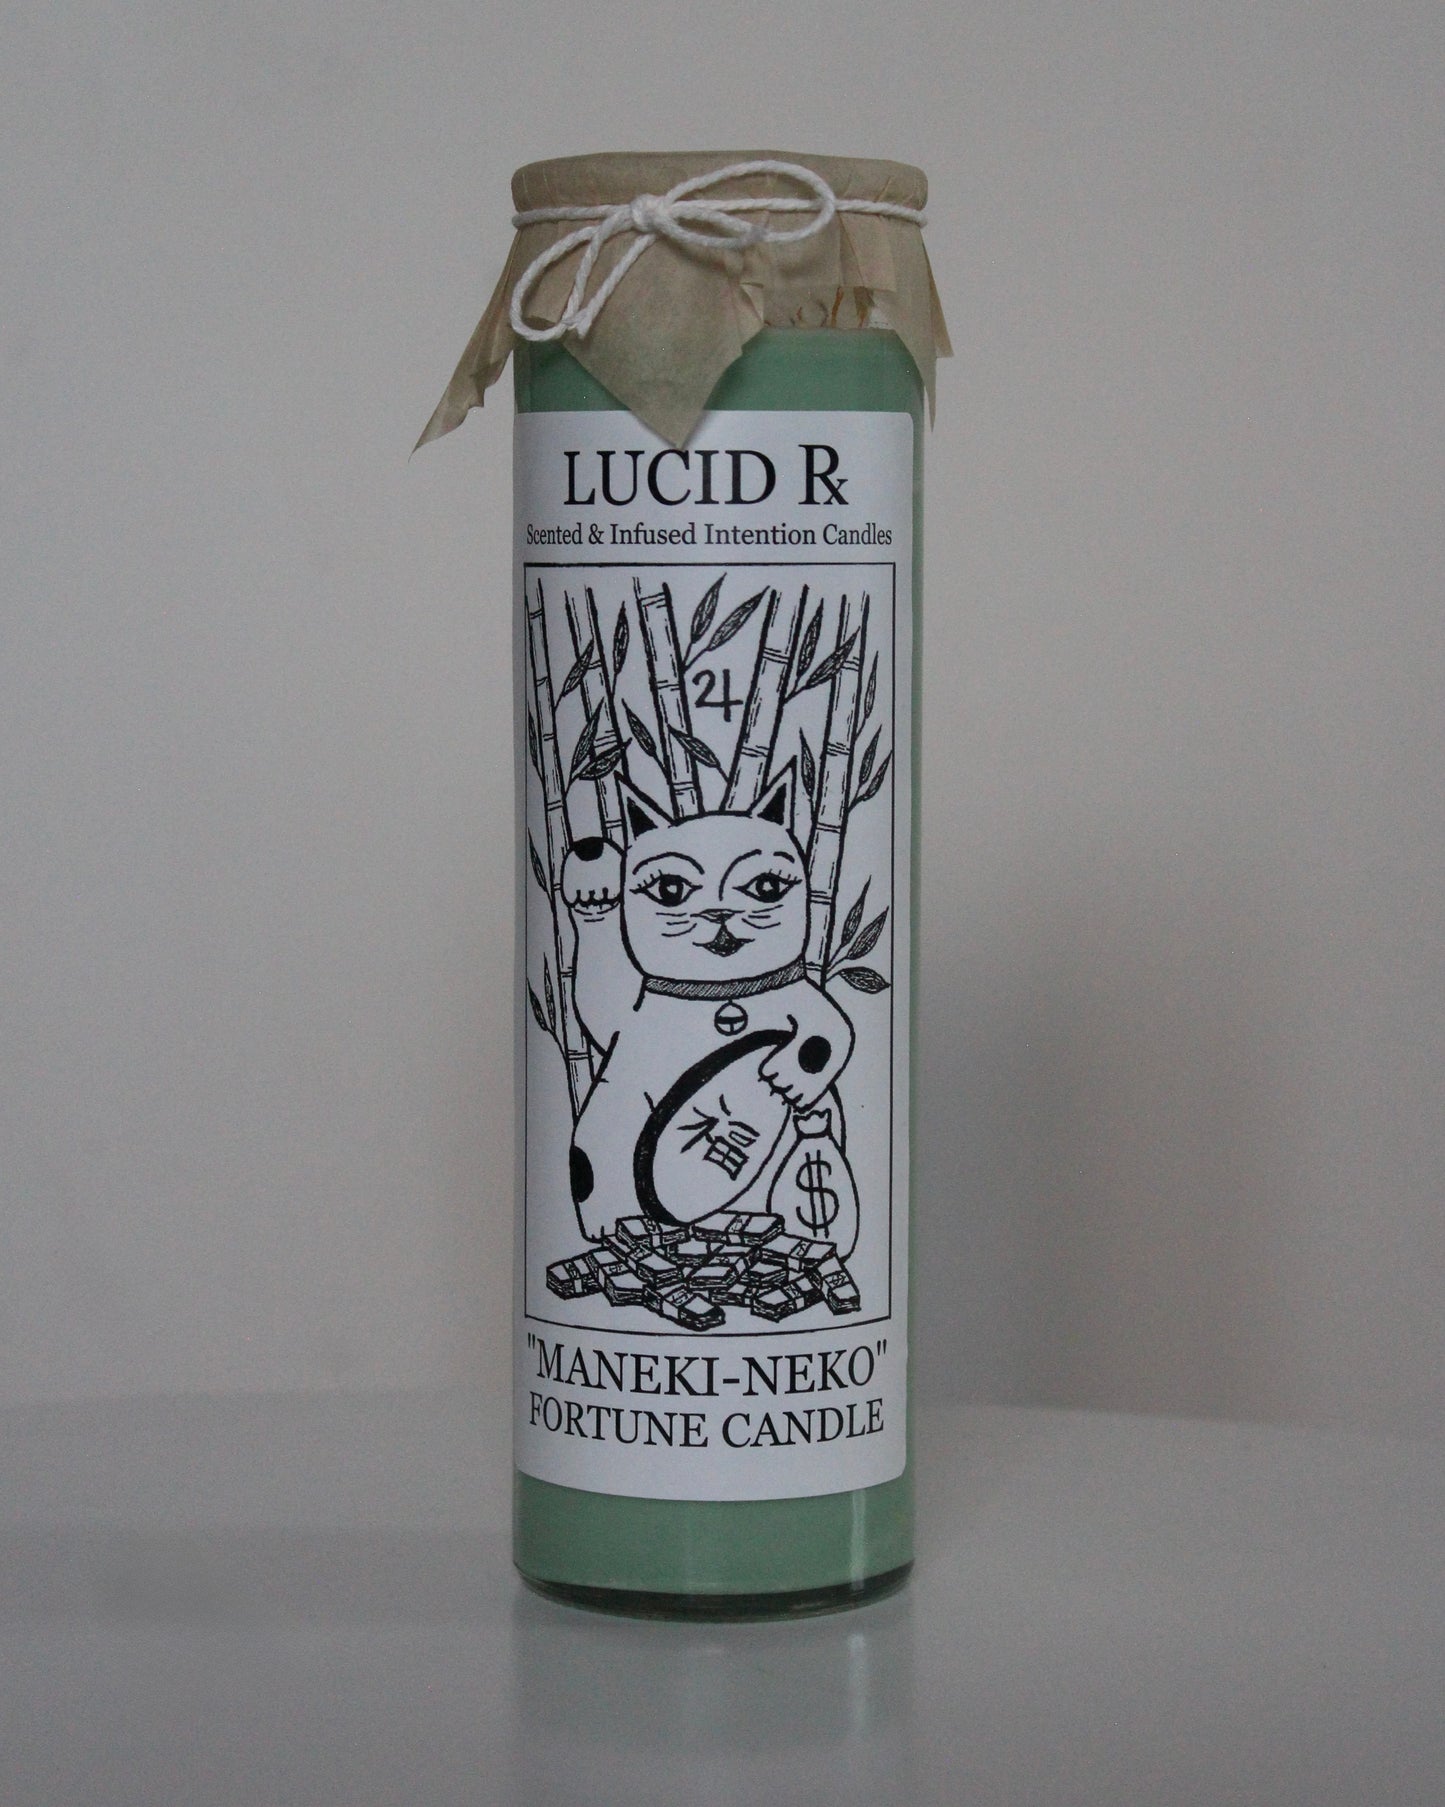 LUCID ℞
Scented & Infused Intention Candles
♃
福
$
"MANEKI-NEKO"
FORTUNE CANDLE